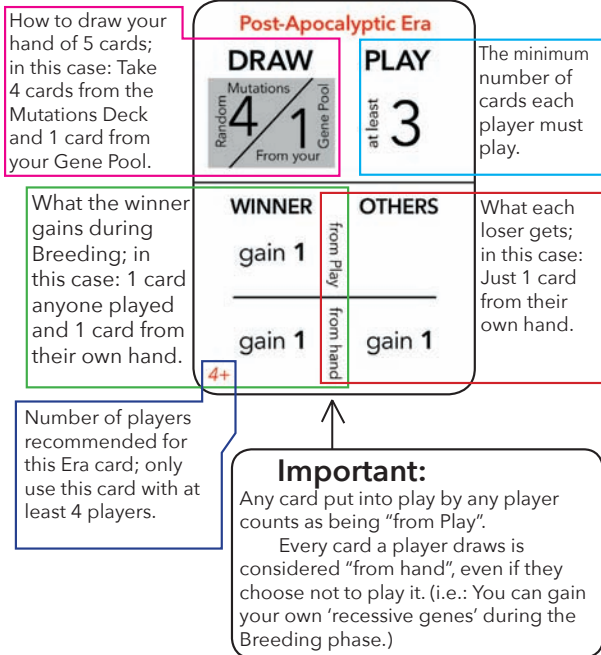 How to draw your
hand of 5 cards;
in this case: Take
4 cards from the
Mutations Deck
and 1 card from
your Gene Pool.
Post-Apocalyptic Era
DRAW
Random
Mutations
4
1
From your
Gene Pool
PLAY
at least
3
The minimum
number of
cards each
player must
play.
What the winner
gains during
Breeding; in
this case: 1 card
anyone played
and 1 card from
their own hand.
WINNER
OTHERS
gain 1
from Play
gain 1
from hand
gain 1
4+
What each
loser gets;
in this case:
Just 1 card
from their
own hand.
Number of players
recommended for
this Era card; only
use this card with at
least 4 players.
Important:
Any card put into play by any player
counts as being “from Play”.
Every card a player draws is
considered “from hand”, even if they
choose not to play it. (i.e.: You can gain
your own ‘recessive genes’ during the
Breeding phase.)